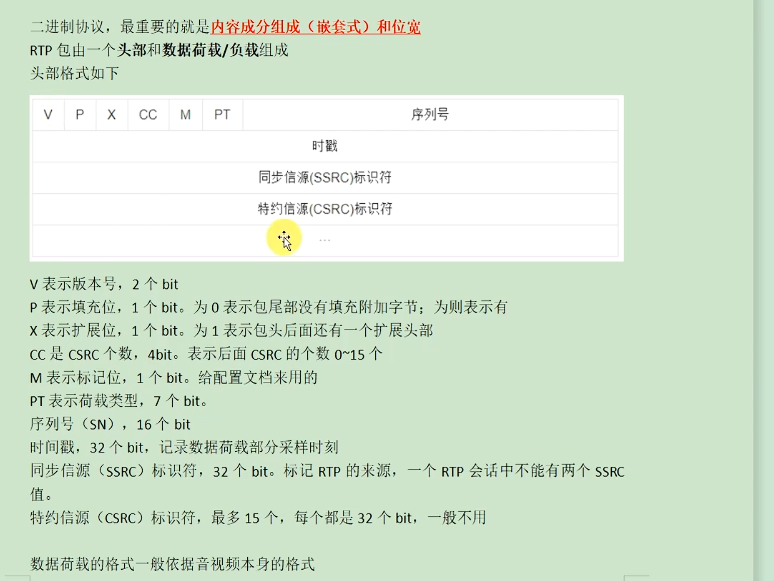 二进制协议，最重要的就是内容成分组成（嵌套式）和位宽
RTP 包由一个头部和数据荷载/负载组成
头部格式如下
V P X CC M PT 序列号
时戳
同步信源(SSRC)标识符
特约信源(CSRC)标识符
...
V 表示版本号，2 个 bit
P 表示填充位，1 个 bit。为 0 表示包尾部没有填充附加字节；为则表示有
X 表示扩展位，1 个 bit。为 1 表示包头后面还有一个扩展头部
CC 是 CSRC 个数，4bit。表示后面 CSRC 的个数 0~15 个
M 表示标记位，1 个 bit。给配置文档来用的
PT 表示荷载类型，7 个 bit。
序列号（SN），16 个 bit
时间戳，32 个 bit，记录数据荷载部分采样时刻
同步信源（SSRC）标识符，32 个 bit。标记 RTP 的来源，一个 RTP 会话中不能有两个 SSRC
值。
特约信源（CSRC）标识符，最多 15 个，每个都是 32 个 bit，一般不用
数据荷载的格式一般依据音视频本身的格式